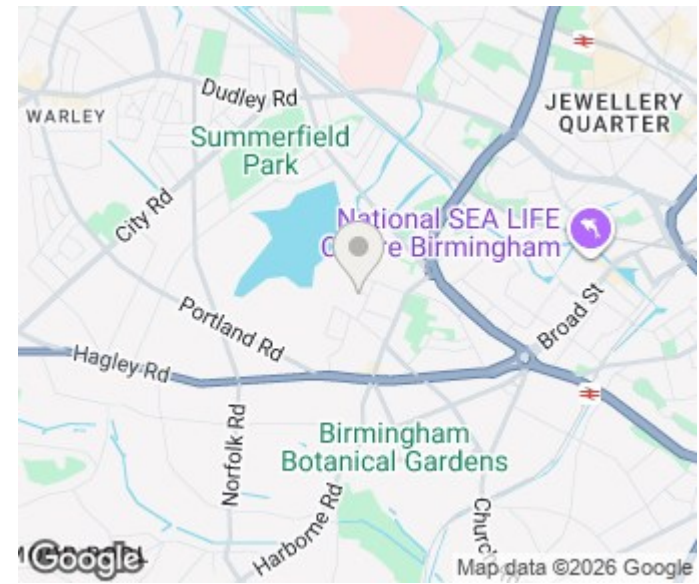 Dudley Rd
WARLEY
JEWELLERY
QUARTER
Summerfield
Park
City Rd
National SEA LIFE
Centre Birmingham
Portland Rd
Broad St
Hagley Rd
Norfolk Rd
Birmingham
Botanical Gardens
Harborne Rd
Google
Map data ©2026 Google